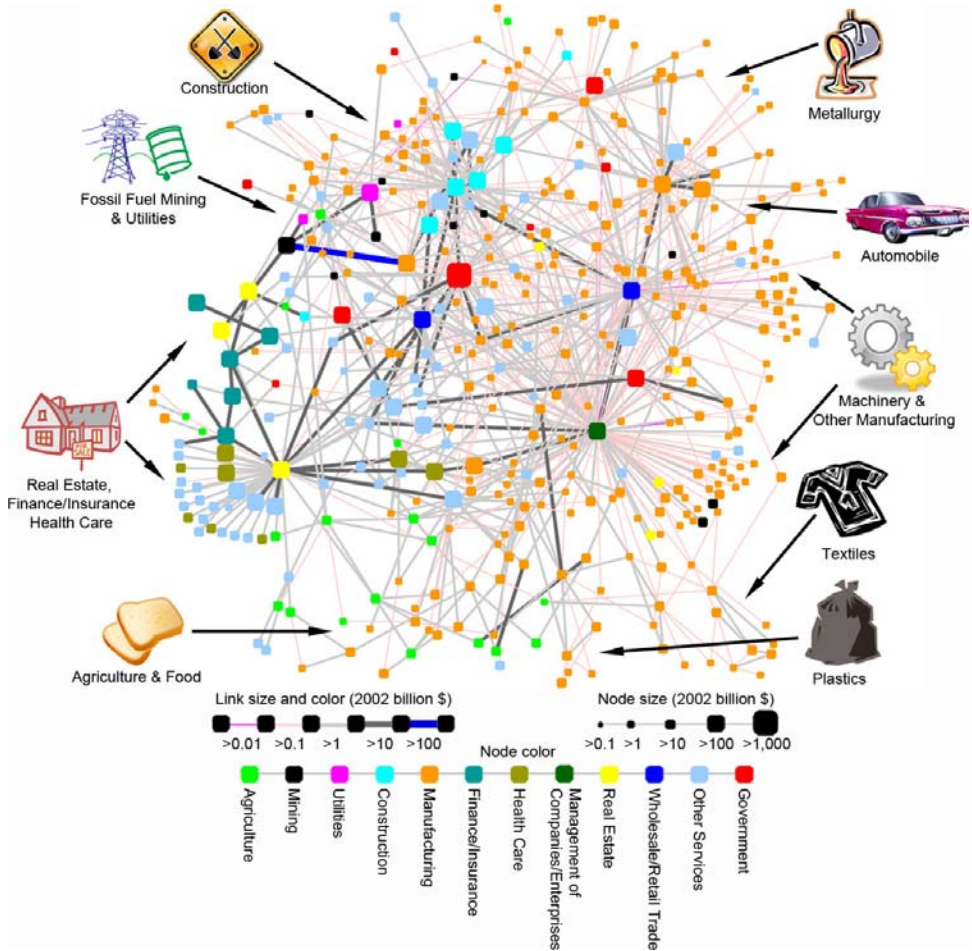 Construction
Metallurgy
Fossil Fuel Mining
& Utilities
Automobile
Machinery &
Other Manufacturing
Real Estate,
Finance/Insurance
Health Care
FOR
SALE
Textiles
Agriculture & Food
Plastics
Link size and color (2002 billion $)
>0.01 >0.1 >1 >10 >100
Node size (2002 billion $)
>0.1 >1 >10 >100 >1,000
Node color
Agriculture
Mining
Utilities
Construction
Manufacturing
Finance/Insurance
Health Care
Management of
Companies/Enterprises
Real Estate
Wholesale/Retail Trade
Other Services
Government